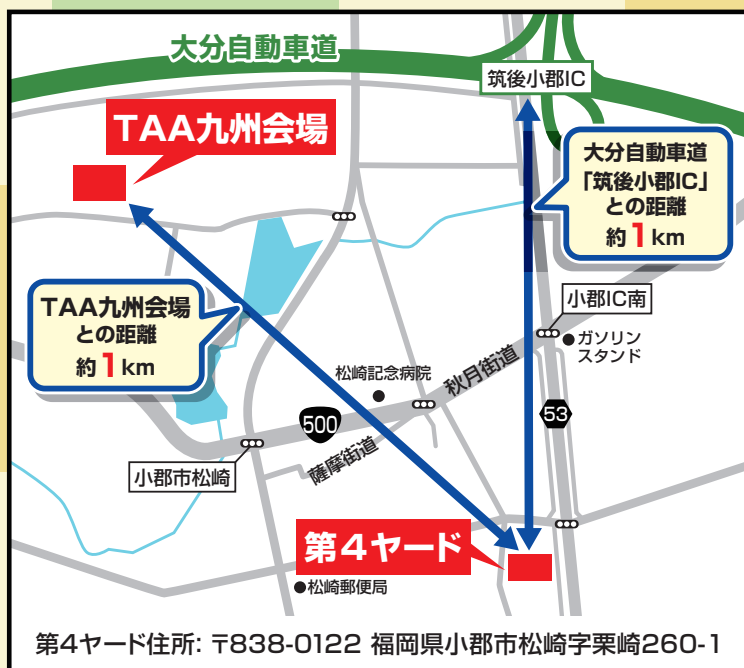 大分自動車道
筑後小郡IC
TAA九州会場
大分自動車道
「筑後小郡IC」
との距離
約1km
TAA九州会場
との距離
約1km
小郡IC南
ガソリン
スタンド
松崎記念病院
秋月街道
53
500
薩摩街道
小郡市松崎
第4ヤード
松崎郵便局
第4ヤード住所: 〒838-0122 福岡県小郡市松崎字栗崎260-1